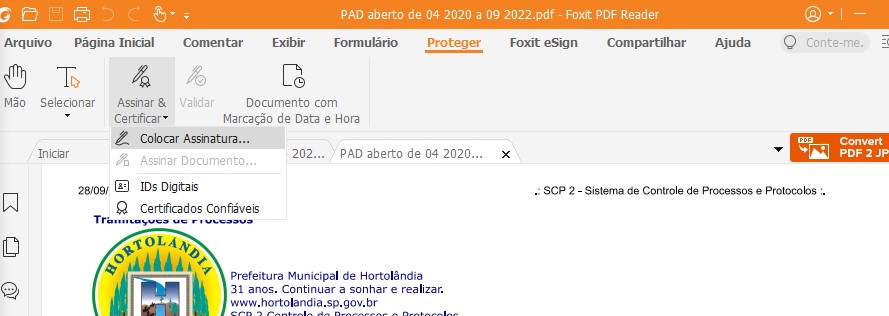 PAD aberto de 04 2020 a 09 2022.pdf - Foxit PDF Reader
Arquivo Página Inicial Comentar Exibir Formulário Proteger Foxit eSign Compartilhar Ajuda Conte-me.
Mão Selecionar Assinar & Certificar Validar Documento com Marcação de Data e Hora
Colocar Assinatura...
Assinar Documento...
IDs Digitais
Certificados Confiáveis
Iniciar 202... PAD aberto de 04 2020... x
PDF Convert
PDF 2 JP
28/09/ .: SCP 2 - Sistema de Controle de Processos e Protocolos :.
Tramitações de Processos
HORTOLANDIA
Prefeitura Municipal de Hortolândia
31 anos. Continuar a sonhar e realizar.
www.hortolandia.sp.gov.br
SCP 2 Controle de Processos e Protocolos